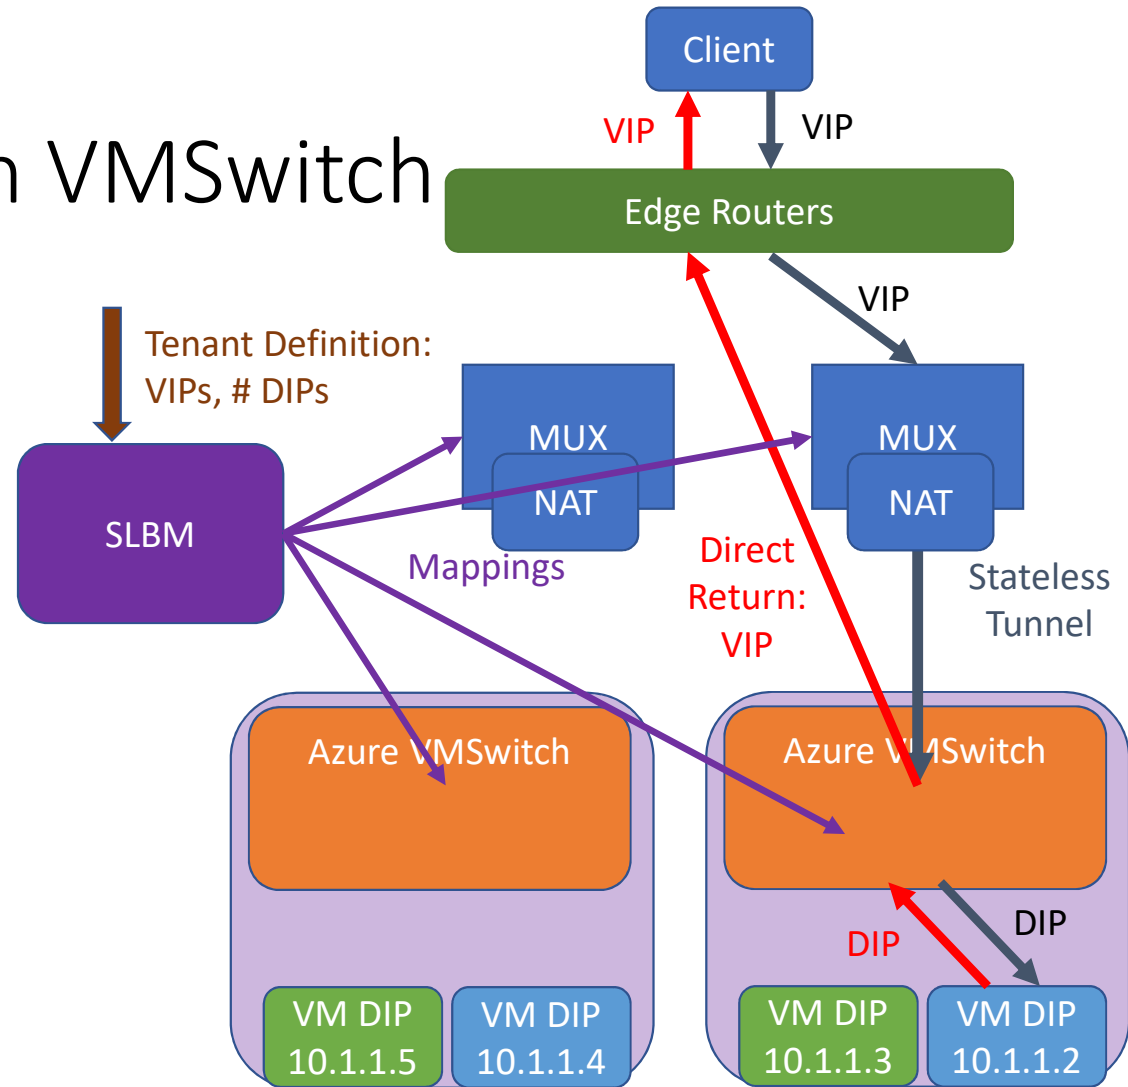 Client
VIP
VIP
n VMSwitch
Edge Routers
VIP
Tenant Definition:
VIPs, # DIPs
MUX
NAT
MUX
NAT
SLBM
Mappings
Direct
Return:
VIP
Stateless
Tunnel
Azure VMSwitch
Azure VMSwitch
DIP
DIP
VM DIP
10.1.1.5
VM DIP
10.1.1.4
VM DIP
10.1.1.3
VM DIP
10.1.1.2